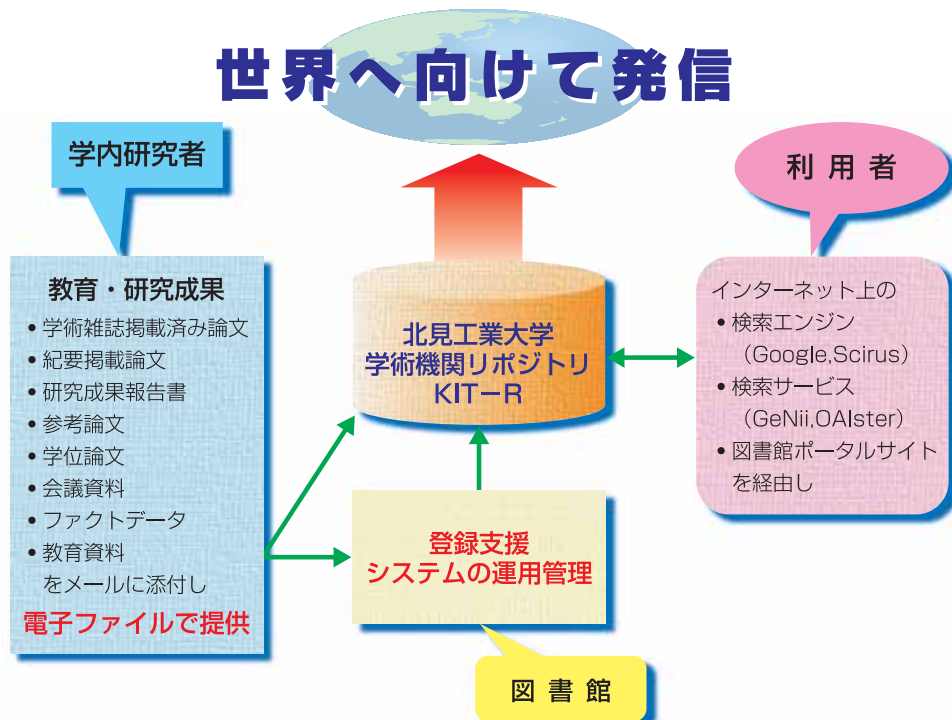 世界へ向けて発信
学内研究者
教育・研究成果
• 学術雑誌掲載済み論文
• 紀要掲載論文
• 研究成果報告書
• 参考論文
• 学位論文
• 会議資料
• ファクトデータ
• 教育資料
をメールに添付し
電子ファイルで提供
北見工業大学
学術機関リポジトリ
KIT−R
登録支援
システムの運用管理
図 書 館
利 用 者
インターネット上の
• 検索エンジン
（Google,Scirus）
• 検索サービス
（GeNii,OAIster）
• 図書館ポータルサイト
を経由し